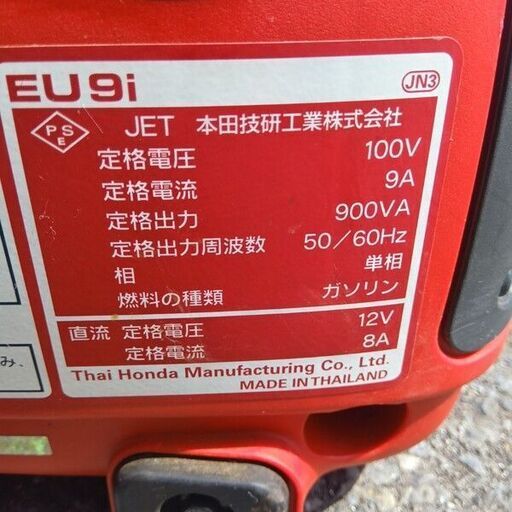 EU9i JN3
PSE JET 本田技研工業株式会社
定格電圧 100V
定格電流 9A
定格出力 900VA
定格出力周波数 50/60Hz
相 単相
燃料の種類 ガソリン
直流 定格電圧 12V
定格電流 8A
Thai Honda Manufacturing Co., Ltd.
MADE IN THAILAND
み、